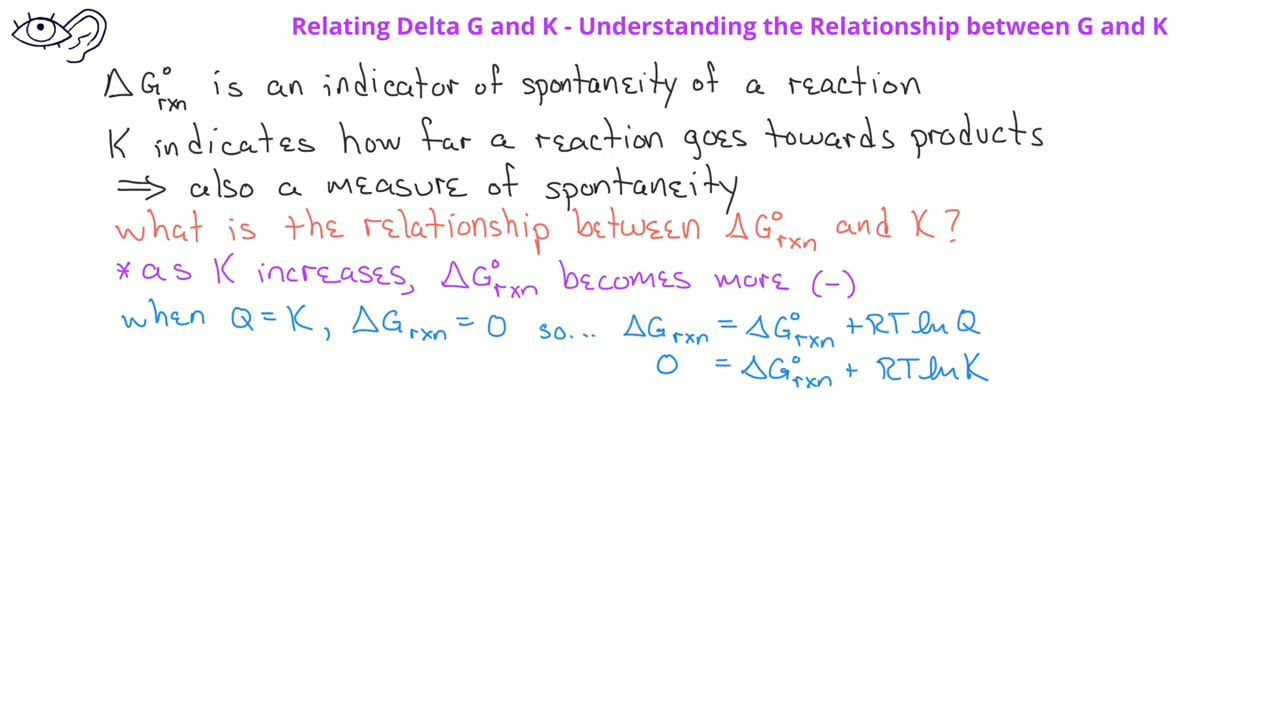 Relating Delta G and K - Understanding the Relationship between G and K
ΔG°rxn is an indicator of spontaneity of a reaction
K indicates how far a reaction goes towards products
⇒ also a measure of spontaneity
what is the relationship between ΔG°rxn and K?
*as K increases, ΔG°rxn becomes more (-)
when Q = K, ΔGrxn = 0 so... ΔGrxn = ΔG°rxn + RT ln Q
0 = ΔG°rxn + RT ln K